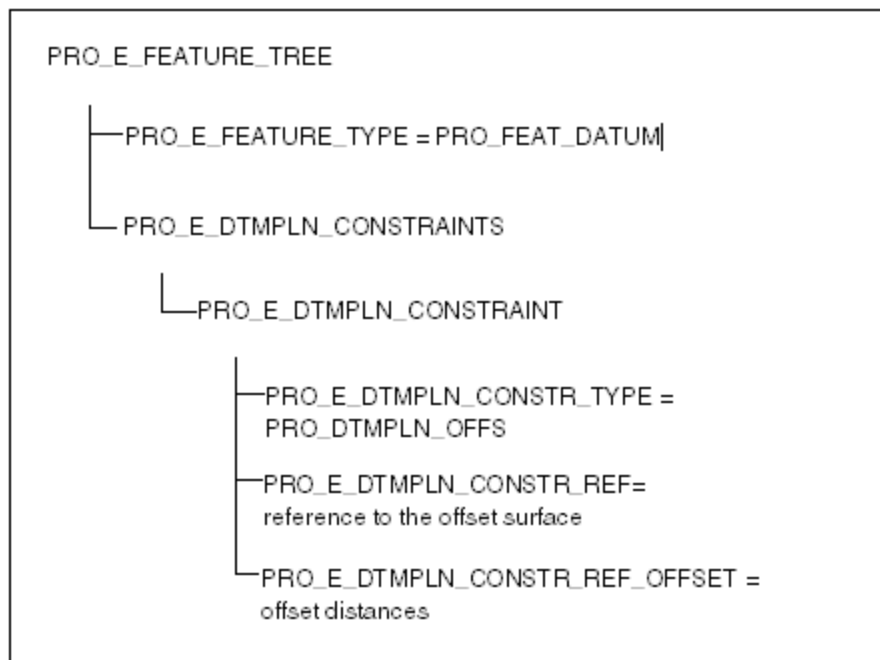 PRO_E_FEATURE_TREE
PRO_E_FEATURE_TYPE = PRO_FEAT_DATUM
PRO_E_DTMPLN_CONSTRAINTS
PRO_E_DTMPLN_CONSTRAINT
PRO_E_DTMPLN_CONSTR_TYPE =
PRO_DTMPLN_OFFS
PRO_E_DTMPLN_CONSTR_REF=
reference to the offset surface
PRO_E_DTMPLN_CONSTR_REF_OFFSET =
offset distances